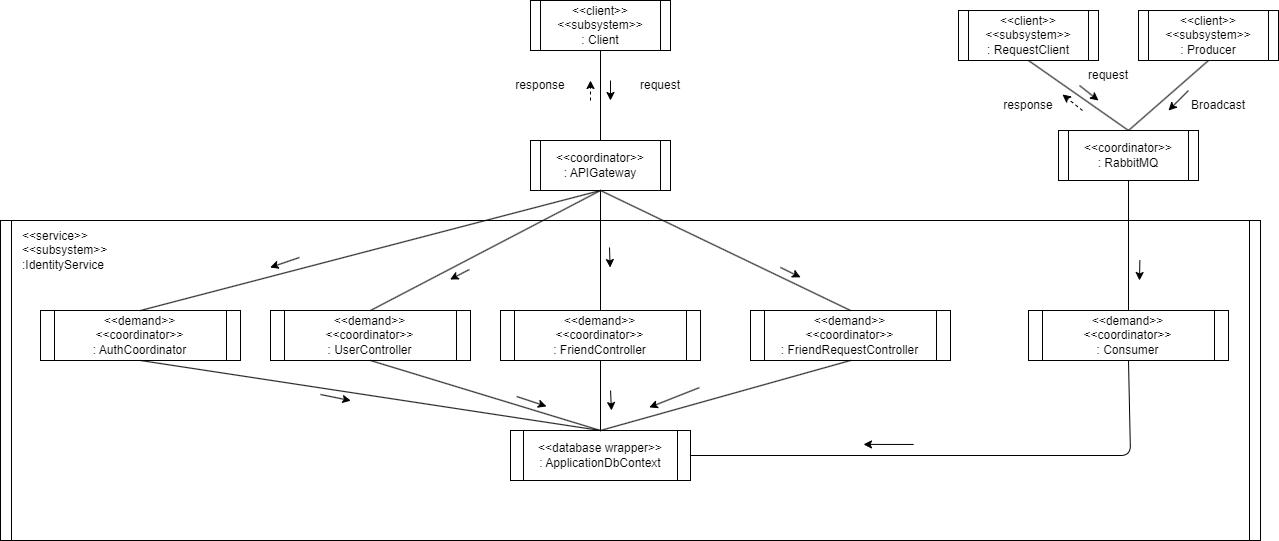 <<client>>
<<subsystem>>
: Client
<<client>>
<<subsystem>>
: RequestClient
<<client>>
<<subsystem>>
: Producer
response
request
request
response
Broadcast
<<coordinator>>
: APIGateway
<<coordinator>>
: RabbitMQ
<<service>>
<<subsystem>>
:IdentityService
<<demand>>
<<coordinator>>
: AuthCoordinator
<<demand>>
<<coordinator>>
: UserController
<<demand>>
<<coordinator>>
: FriendController
<<demand>>
<<coordinator>>
: FriendRequestController
<<demand>>
<<coordinator>>
: Consumer
<<database wrapper>>
: ApplicationDbContext